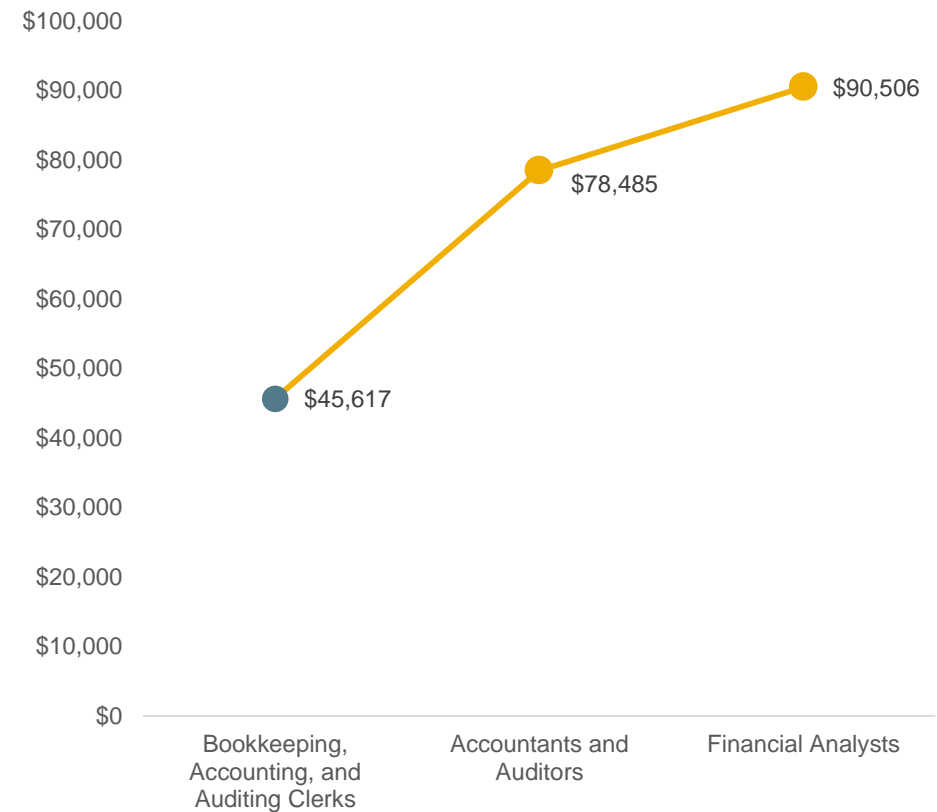 $100,000
$90,000
$80,000
$70,000
$60,000
$50,000
$40,000
$30,000
$20,000
$10,000
$0
$90,506
$78,485
$45,617
Bookkeeping,
Accounting, and
Auditing Clerks
Accountants and
Auditors
Financial Analysts